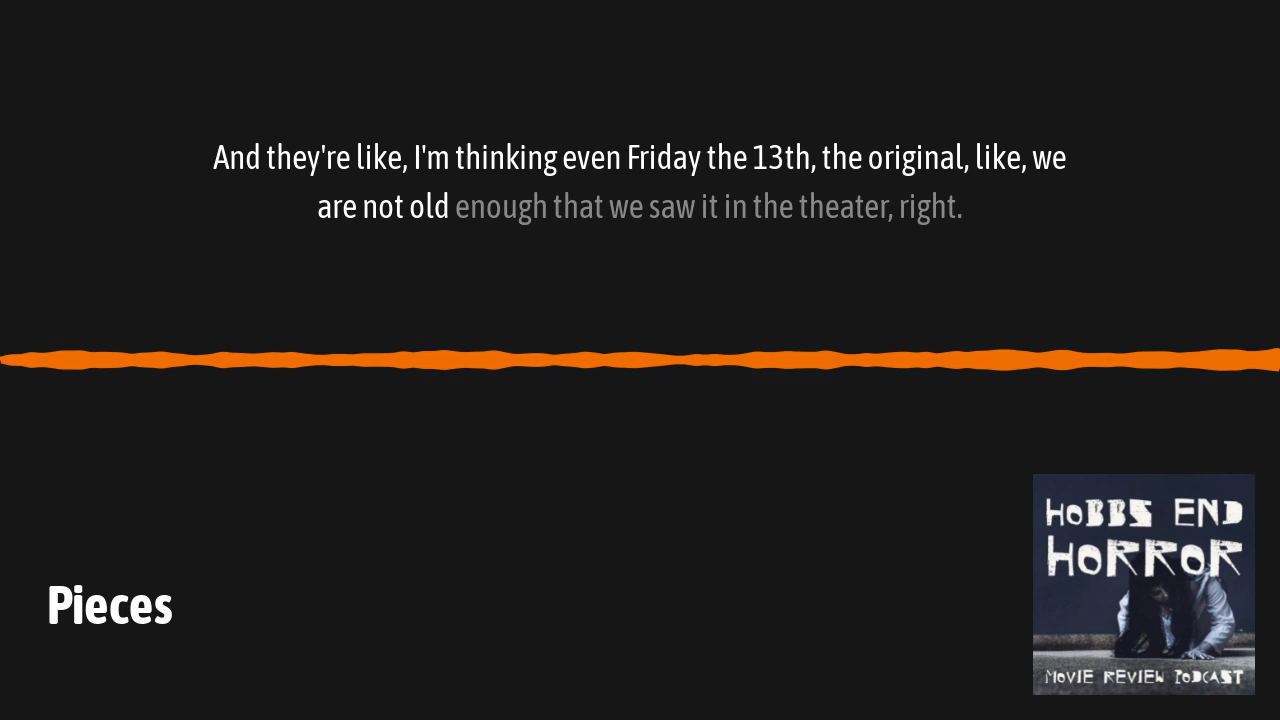 And they're like, I'm thinking even Friday the 13th, the original, like, we
are not old enough that we saw it in the theater, right.
Pieces
HOBBS END
HORROR
MOVIE REVIEW PODCAST